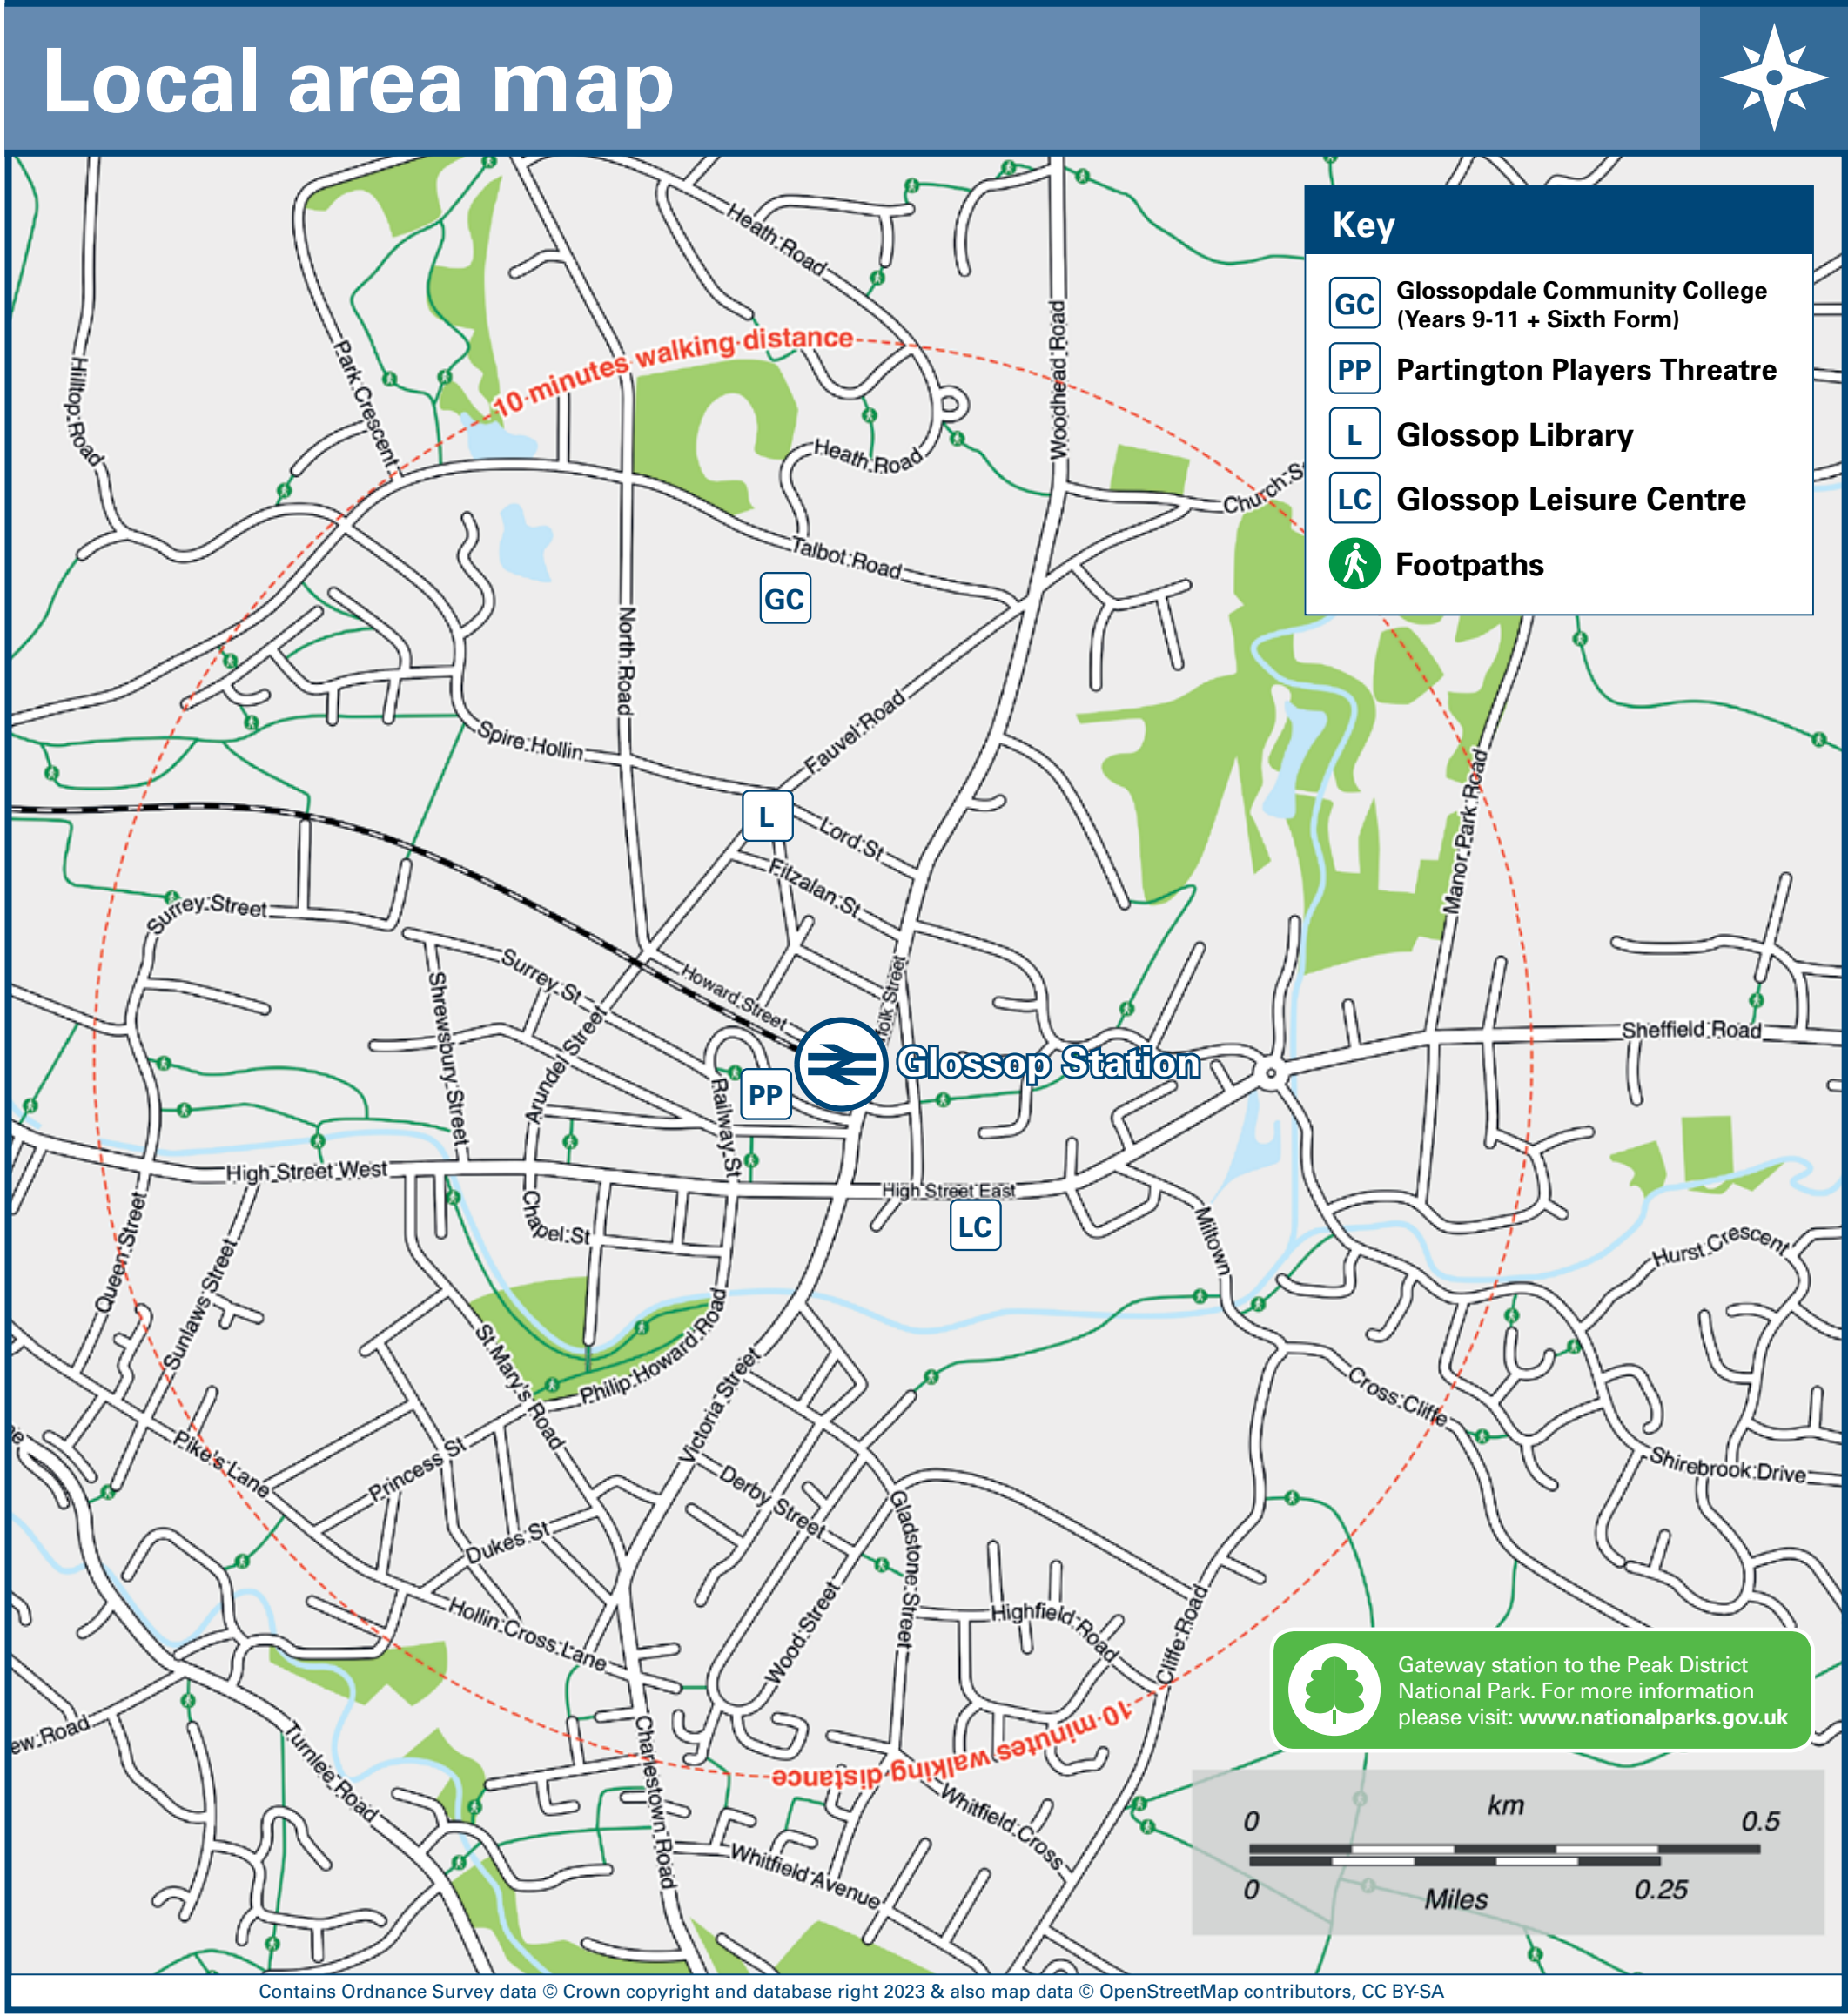 Local area map
Key
GC
Glossopdale Community College
(Years 9-11 + Sixth Form)
PP
Partington Players Threatre
L
Glossop Library
LC
Glossop Leisure Centre
Footpaths
Heath Road
10 minutes walking distance
Woodhead Road
Park Crescent
Hilltop Road
Heath Road
Church S
Talbot Road
GC
North Road
Fauvel Road
Spire Hollin
Manor Park Road
L
Lord St
Fitzalan St
Surrey Street
Surrey St
Howard Street
folk Street
Shrewsbury Street
Arundel Street
Sheffield Road
Glossop Station
PP
Railway St
High Street West
High Street East
LC
Chapel St
Milltown
Queen Street
Sunlaws Street
Hurst Crescent
St Mary's Road
Philip Howard Road
Victoria Street
Cross Cliffe
Pike's Lane
Princess St
Derby Street
Shirebrook Drive
Gladstone Street
Dukes St
Hollin Cross Lane
Wood Street
Highfield Road
Cliffe Road
10 minutes walking distance
ew Road
Turnlee Road
Charlestown Road
Whitfield Cross
Whitfield Avenue
Gateway station to the Peak District
National Park. For more information
please visit: www.nationalparks.gov.uk
km
0 0.5
0 0.25
Miles
Contains Ordnance Survey data © Crown copyright and database right 2023 & also map data © OpenStreetMap contributors, CC BY-SA